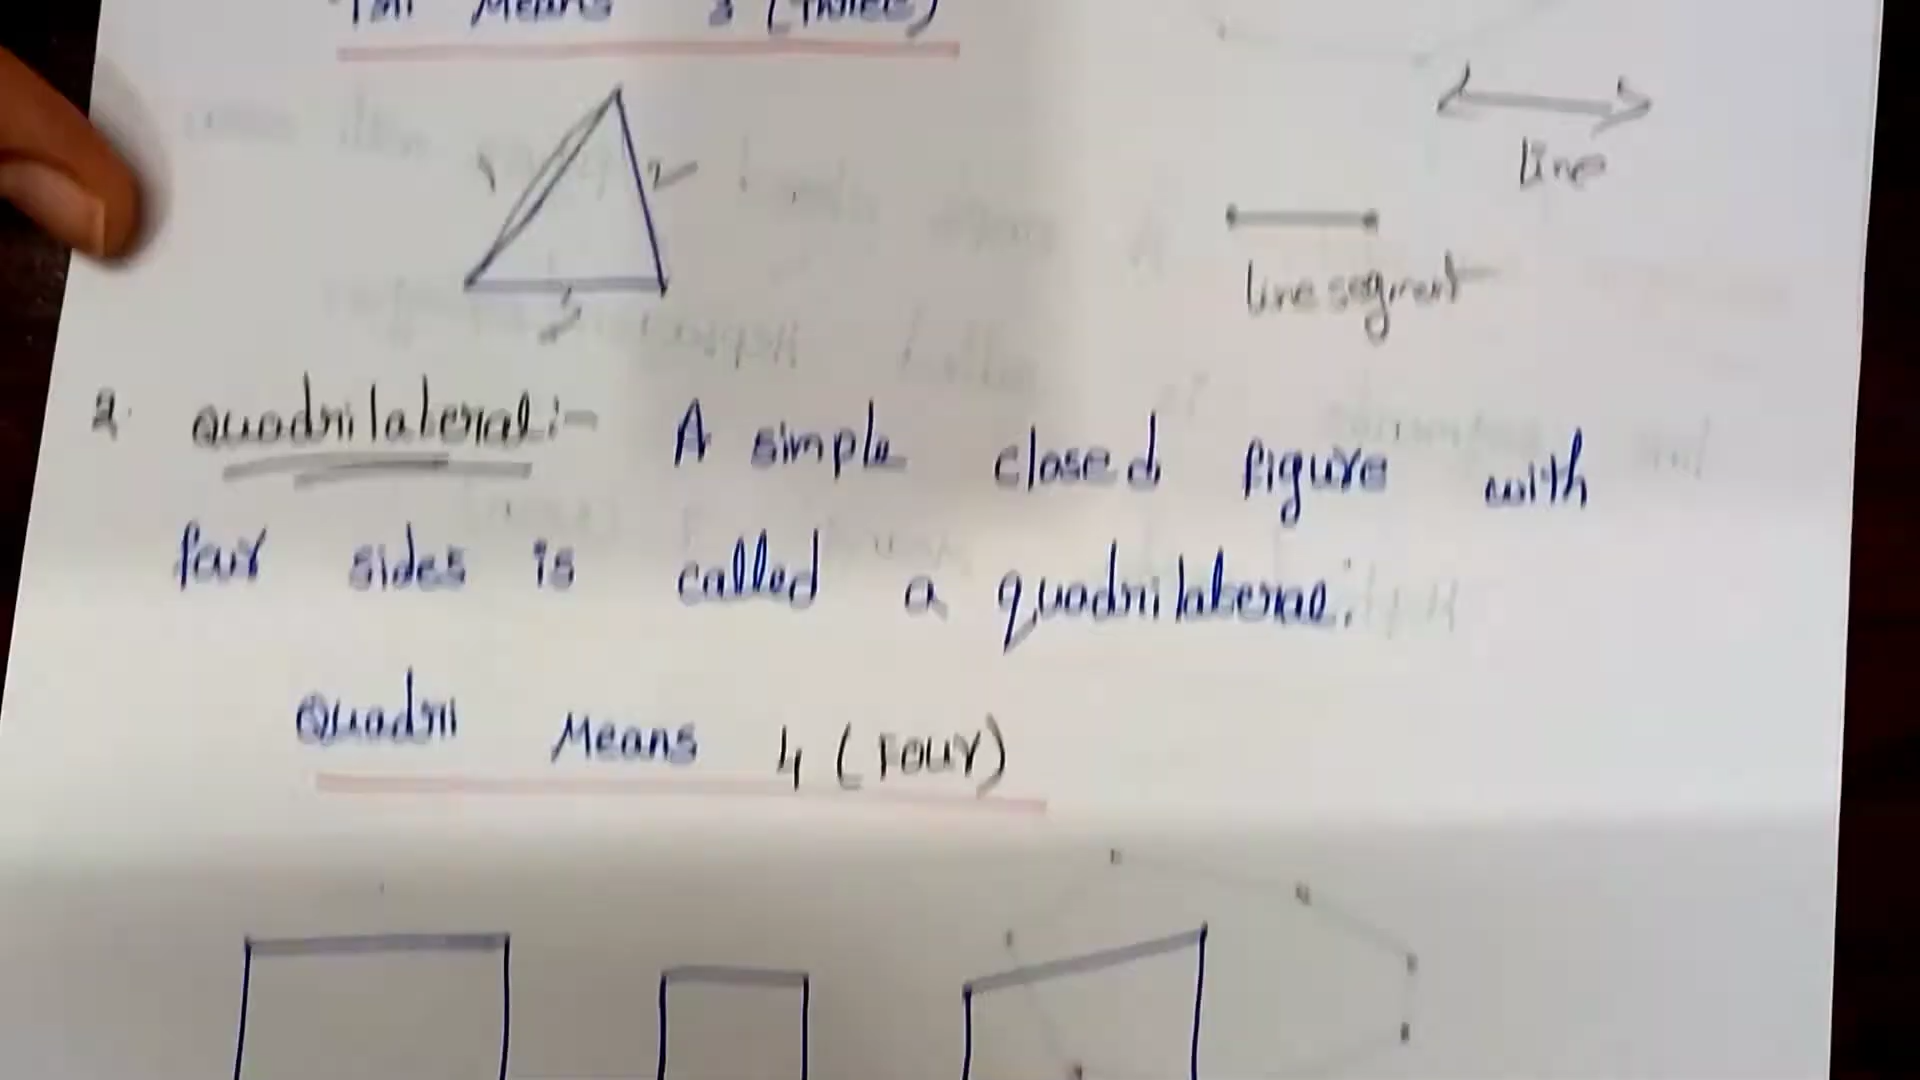 Tri Means 3 (Three)
line
1
2
line segment
3
2. Quadrilateral:-  A simple closed figure with
four sides is called a quadrilateral.
Quadri Means 4 (Four)